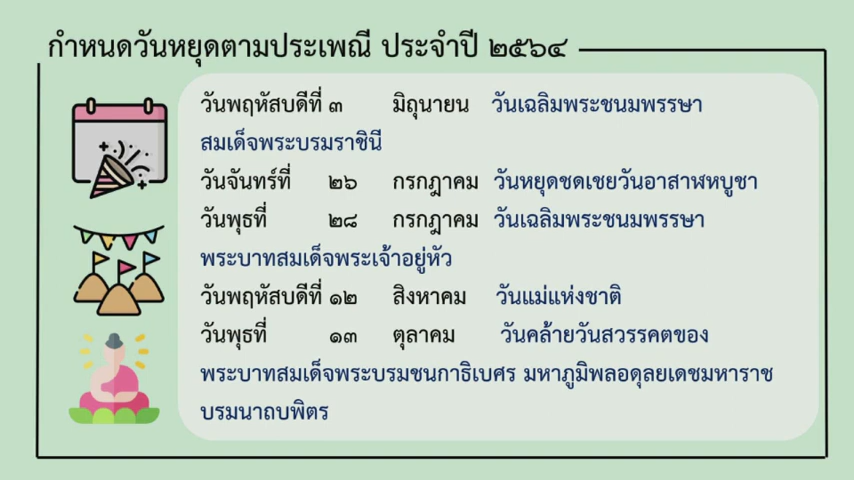 กำหนดวันหยุดตามประเพณี ประจำปี ๒๕๖๔
วันพฤหัสบดีที่ ๓ มิถุนายน วันเฉลิมพระชนมพรรษา
สมเด็จพระบรมราชินี
วันจันทร์ที่ ๒๖ กรกฎาคม วันหยุดชดเชยวันอาสาฬหบูชา
วันพุธที่ ๒๘ กรกฎาคม วันเฉลิมพระชนมพรรษา
พระบาทสมเด็จพระเจ้าอยู่หัว
วันพฤหัสบดีที่ ๑๒ สิงหาคม วันแม่แห่งชาติ
วันพุธที่ ๑๓ ตุลาคม วันคล้ายวันสวรรคตของ
พระบาทสมเด็จพระบรมชนกาธิเบศร มหาภูมิพลอดุลยเดชมหาราช
บรมนาถบพิตร